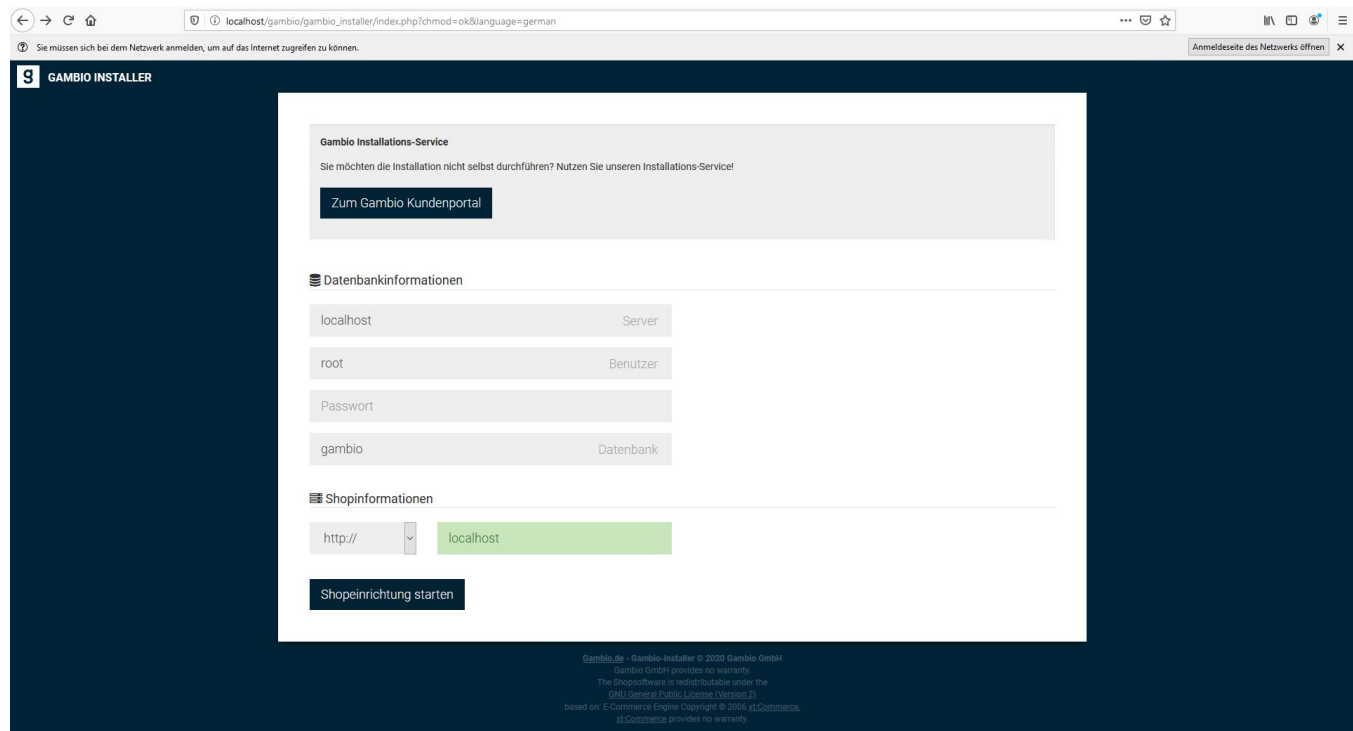 localhost/gambio/gambio_installer/index.php?chmod=ok&language=german
Sie müssen sich bei dem Netzwerk anmelden, um auf das Internet zugreifen zu können.
Anmeldeseite des Netzwerks öffnen
g GAMBIO INSTALLER
Gambio Installations-Service
Sie möchten die Installation nicht selbst durchführen? Nutzen Sie unseren Installations-Service!
Zum Gambio Kundenportal
Datenbankinformationen
localhost Server
root Benutzer
Passwort
gambio Datenbank
Shopinformationen
http:// localhost
Shopeinrichtung starten
Gambio.de - Gambio-Installer © 2020 Gambio GmbH
Gambio GmbH provides no warranty.
The Shopsoftware is redistributable under the
GNU General Public License (Version 2)
based on: E-Commerce Engine Copyright © 2006 xt:Commerce,
xt:Commerce provides no warranty.